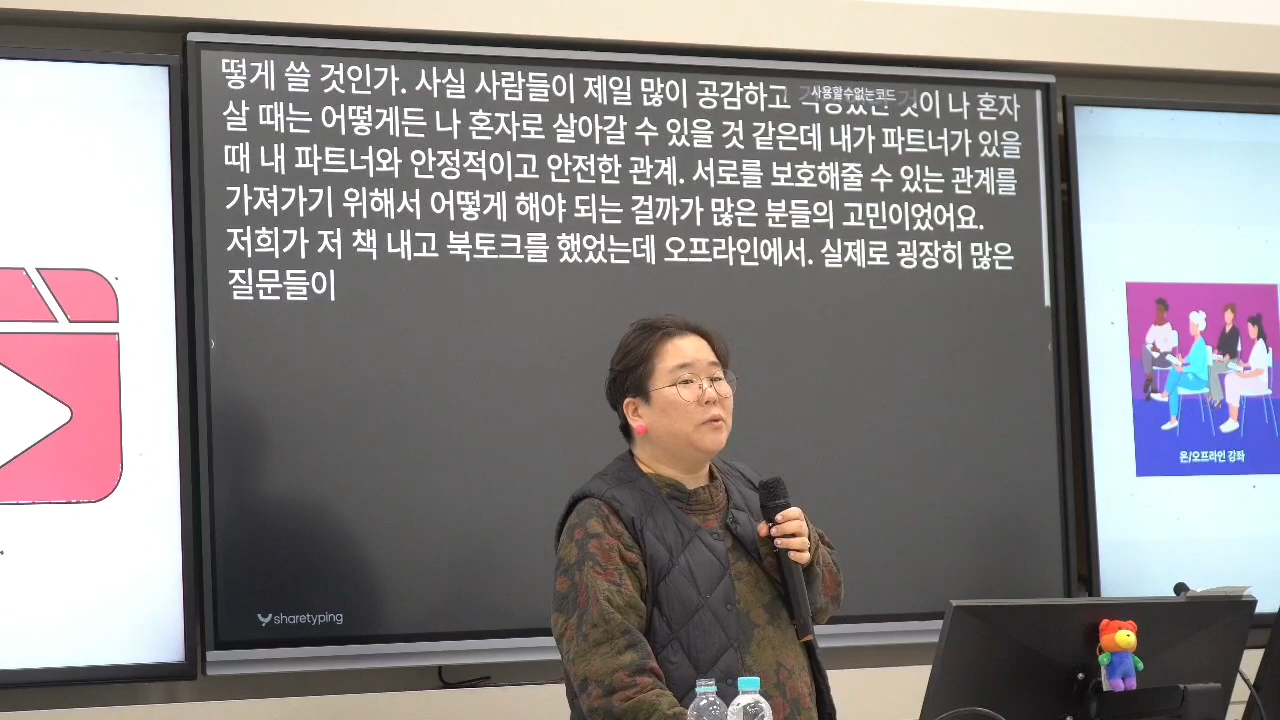 떻게 쓸 것인가. 사실 사람들이 제일 많이 공감하고 것이 나 혼자
사용할 수 없는 코드
살 때는 어떻게든 나 혼자로 살아갈 수 있을 것 같은데 내가 파트너가 있을
때 내 파트너와 안정적이고 안전한 관계. 서로를 보호해줄 수 있는 관계를
가져가기 위해서 어떻게 해야 되는 걸까가 많은 분들의 고민이었어요.
저희가 저 책 내고 북토크를 했었는데 오프라인에서. 실제로 굉장히 많은
질문들이
온/오프라인 강좌
sharetyping